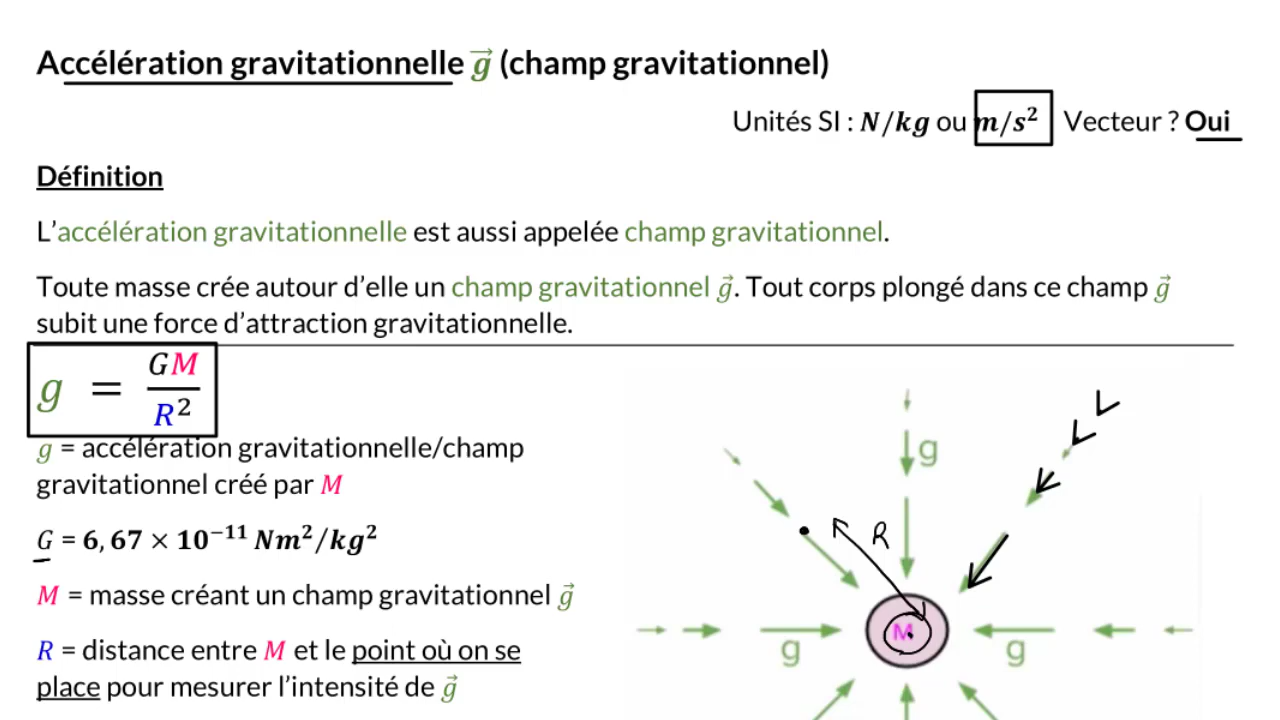 Accélération gravitationnelle g⃗ (champ gravitationnel)
Unités SI : N/kg ou m/s² Vecteur ? Oui
Définition
L’accélération gravitationnelle est aussi appelée champ gravitationnel.
Toute masse crée autour d’elle un champ gravitationnel g⃗. Tout corps plongé dans ce champ g⃗
subit une force d’attraction gravitationnelle.
g = GM/R²
g = accélération gravitationnelle/champ
gravitationnel créé par M
G = 6,67 × 10⁻¹¹ Nm²/kg²
M = masse créant un champ gravitationnel g⃗
R = distance entre M et le point où on se
place pour mesurer l’intensité de g⃗
g
R
M
g
g